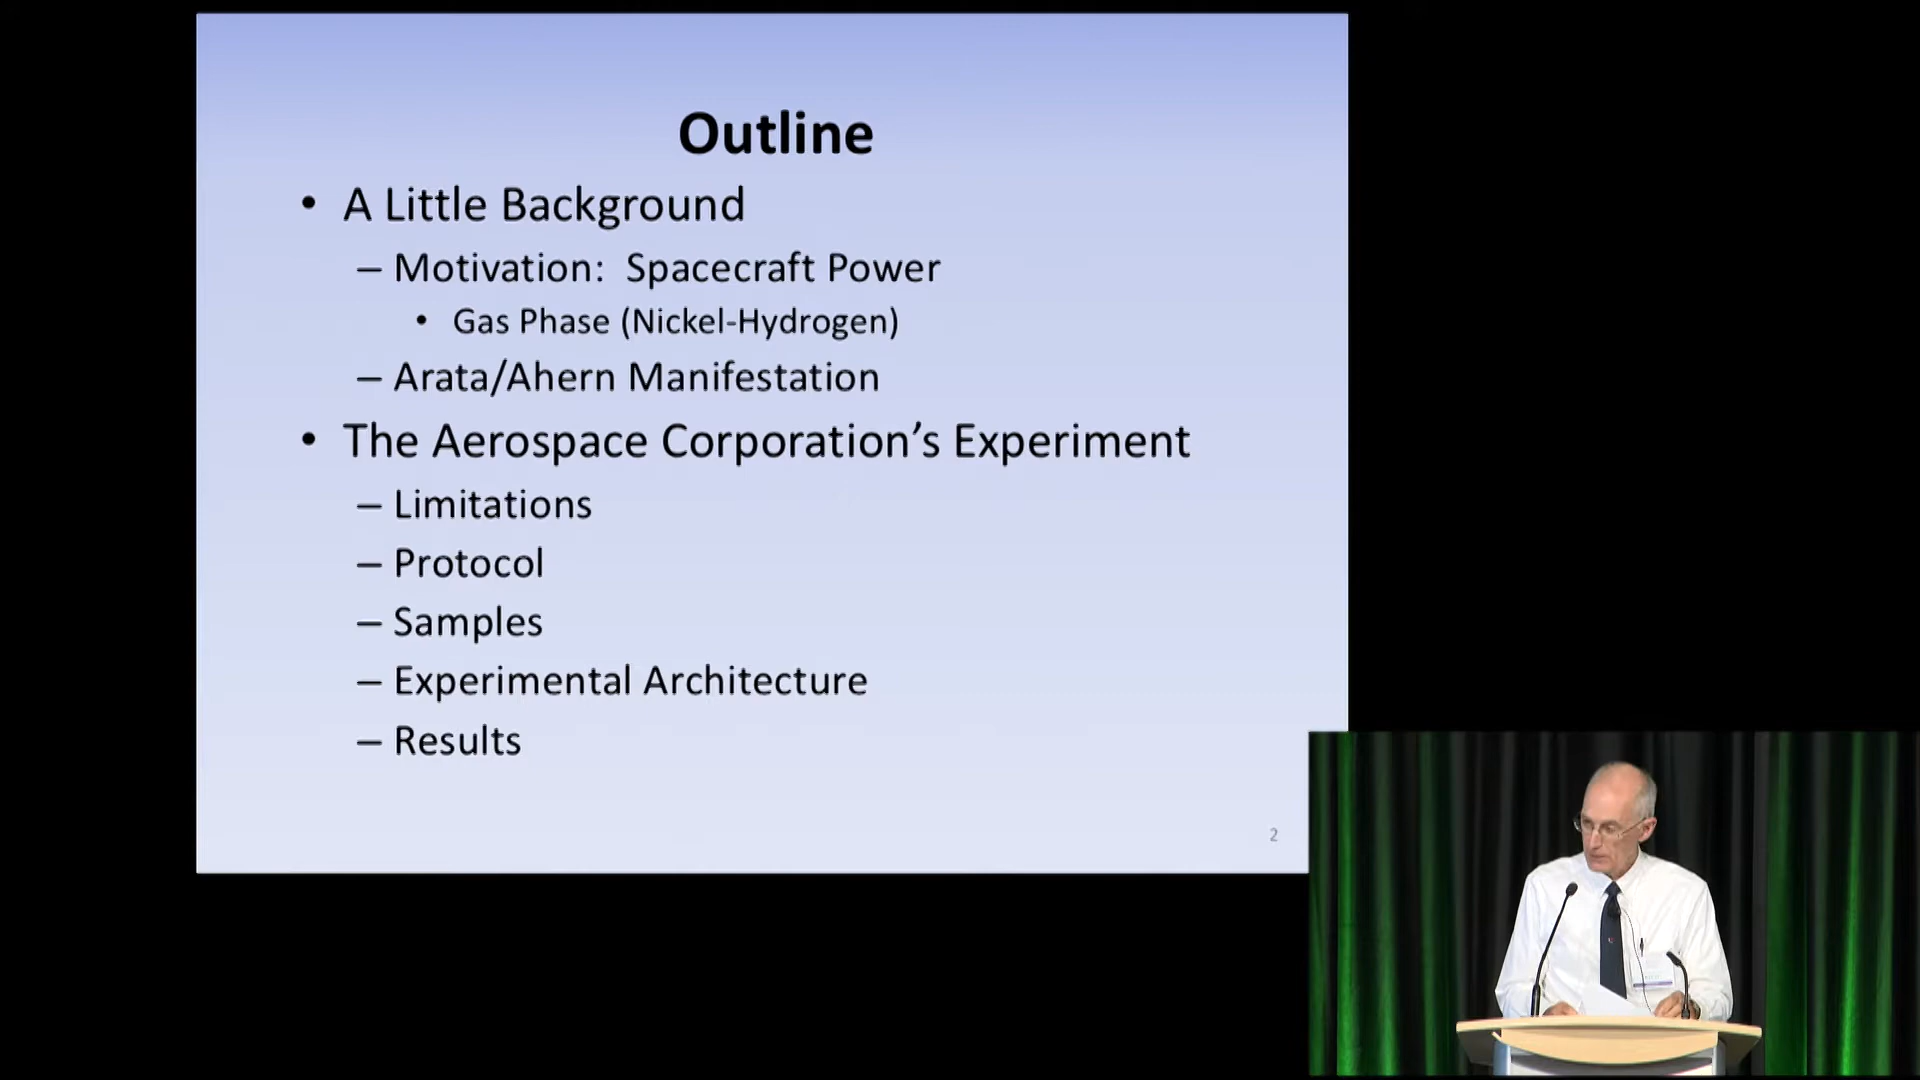 Outline
• A Little Background
– Motivation: Spacecraft Power
• Gas Phase (Nickel-Hydrogen)
– Arata/Ahern Manifestation
• The Aerospace Corporation's Experiment
– Limitations
– Protocol
– Samples
– Experimental Architecture
– Results
2